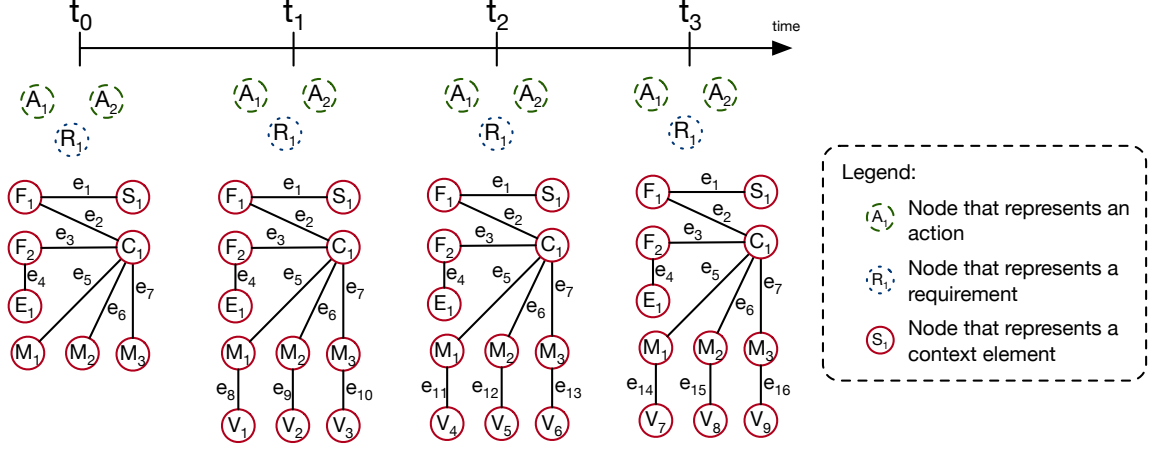 t₀ t₁ t₂ t₃
time
A₁ A₂ A₁ A₂ A₁ A₂ A₁ A₂
R₁ R₁ R₁ R₁
Legend:
A₁ Node that represents an
action
R₁ Node that represents a
requirement
S₁ Node that represents a
context element
F₁ e₁ S₁ F₁ e₁ S₁ F₁ e₁ S₁ F₁ e₁ S₁
e₂ e₂ e₂ e₂
F₂ e₃ C₁ F₂ e₃ C₁ F₂ e₃ C₁ F₂ e₃ C₁
e₄ e₅ e₄ e₅ e₄ e₅ e₄ e₅
e₇ e₇ e₇ e₇
E₁ e₆ E₁ e₆ E₁ e₆ E₁ e₆
M₁ M₂ M₃ M₁ M₂ M₃ M₁ M₂ M₃ M₁ M₂ M₃
e₈ e₉ e₁₀ e₁₁ e₁₂ e₁₃ e₁₄ e₁₅ e₁₆
V₁ V₂ V₃ V₄ V₅ V₆ V₇ V₈ V₉